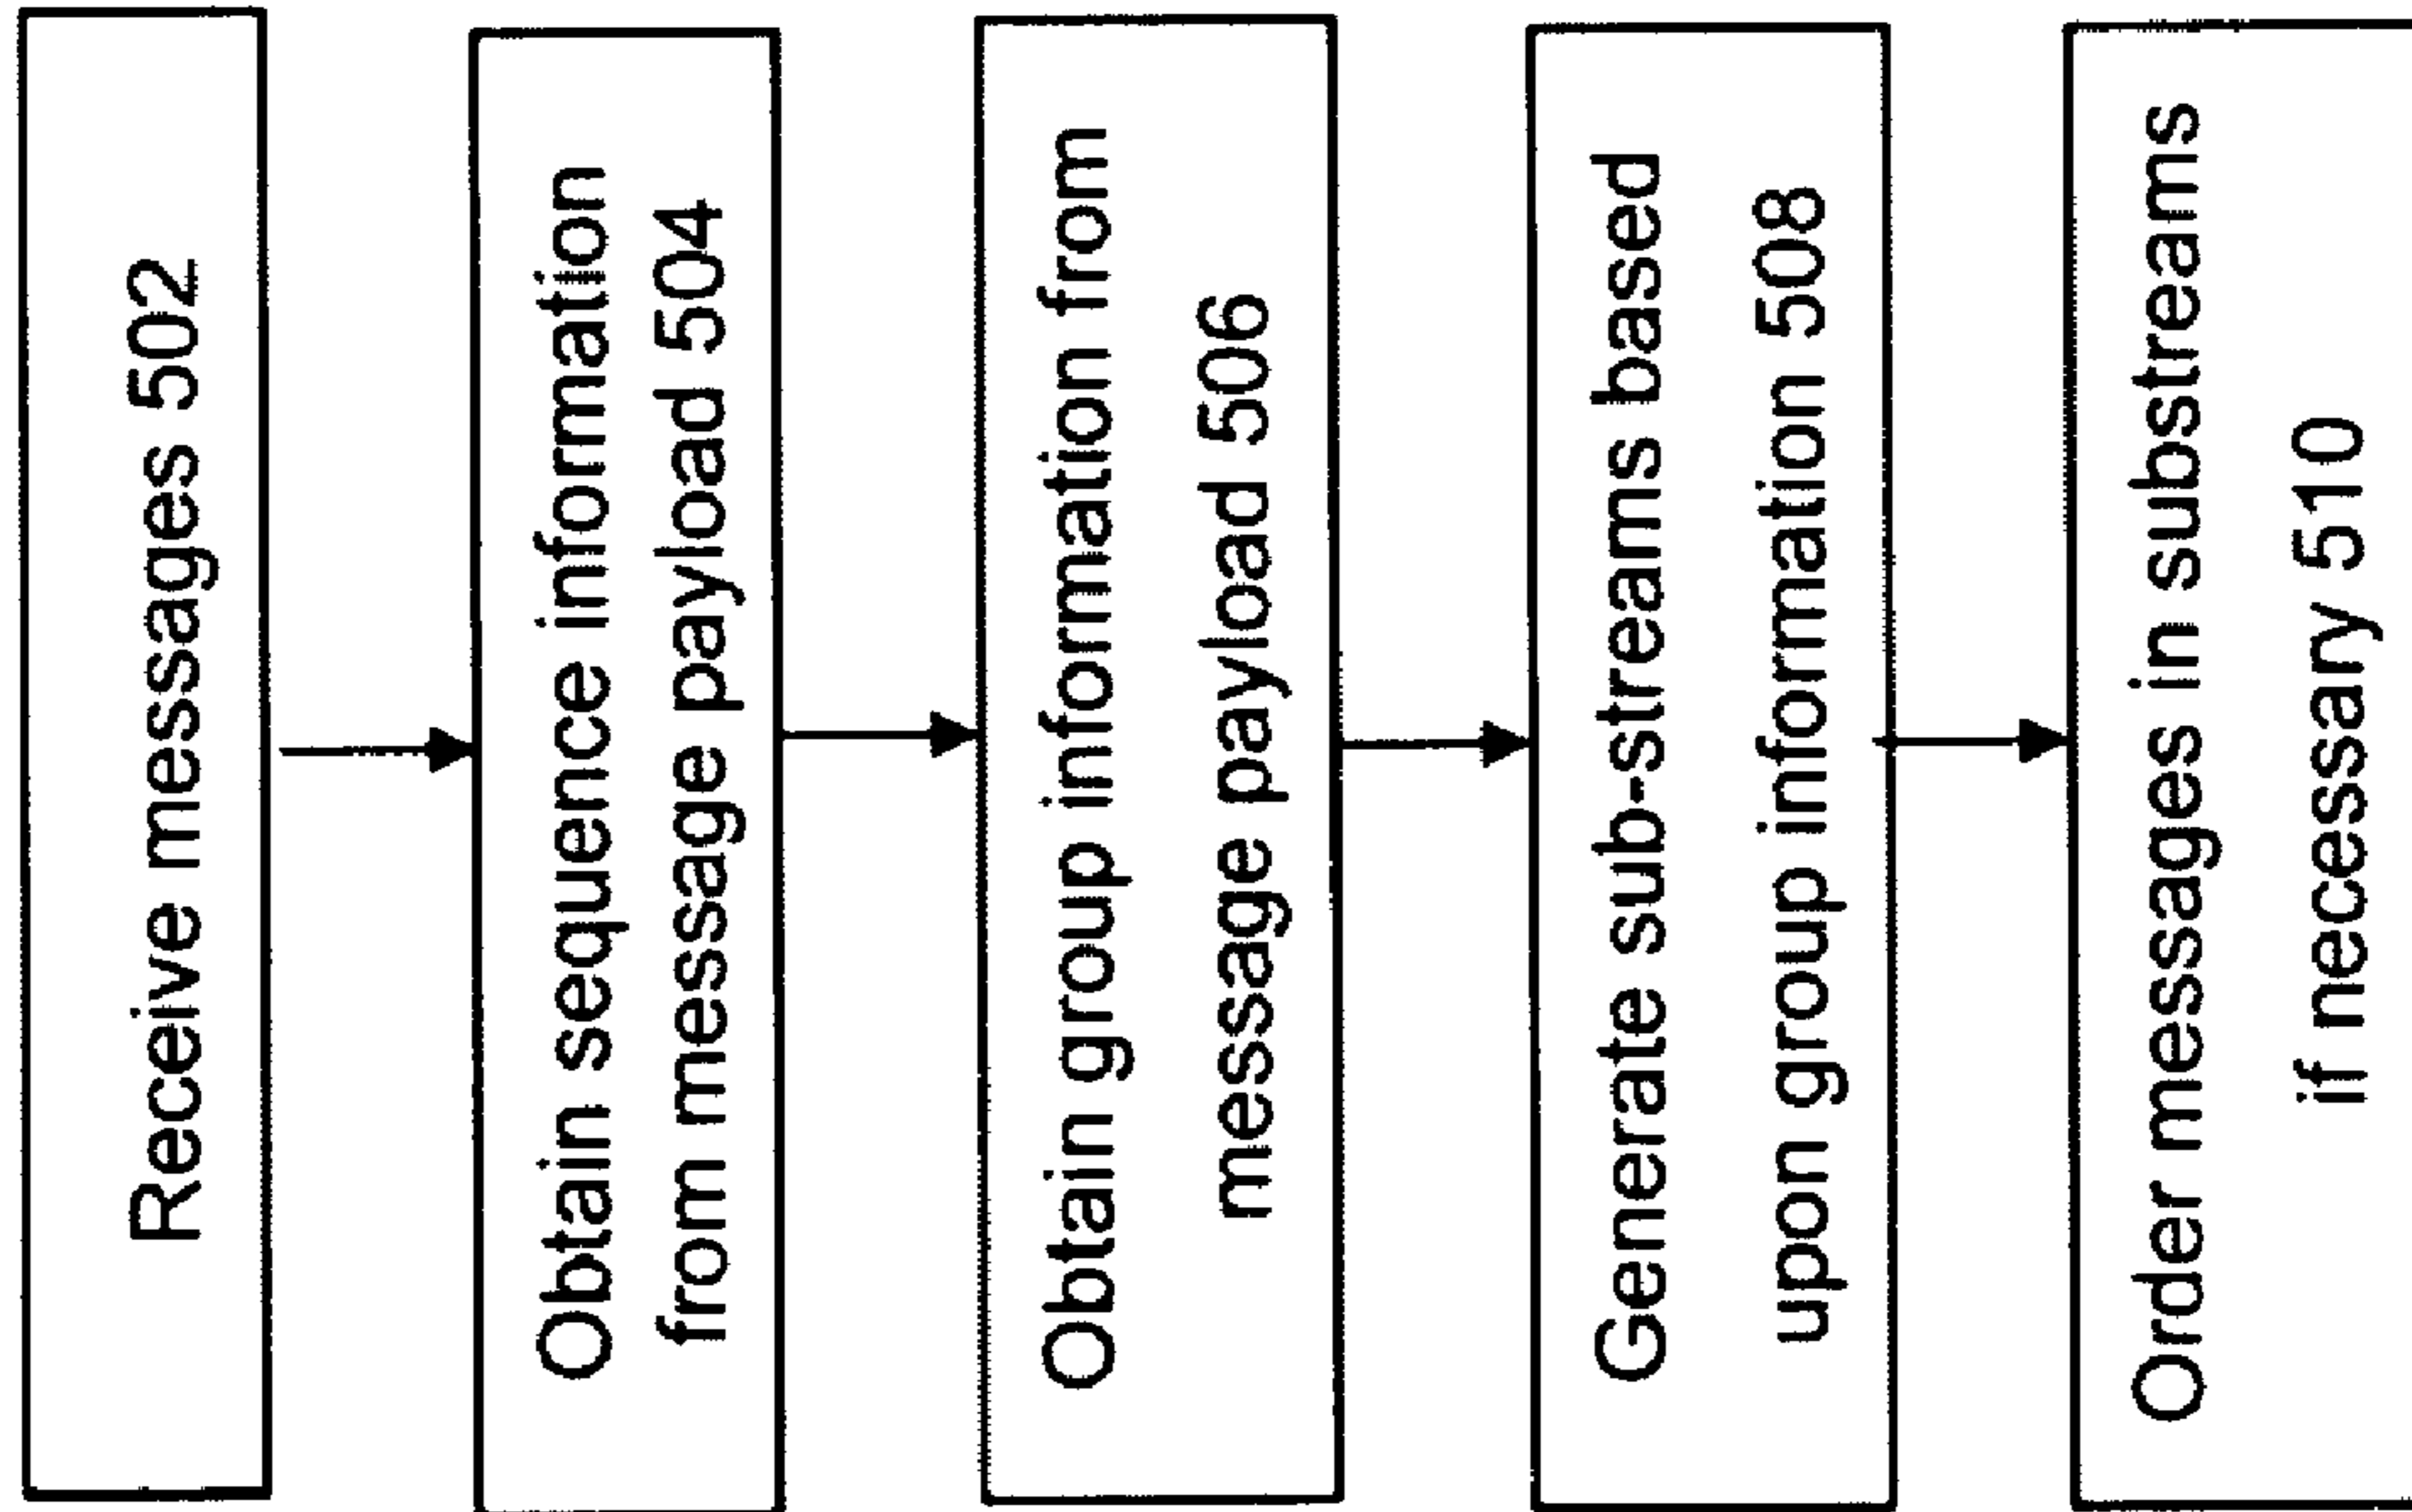 Receive messages 502
Obtain sequence information
from message payload 504
Obtain group information from
message payload 506
Generate sub-streams based
upon group information 508
Order messages in substreams
if necessary 510